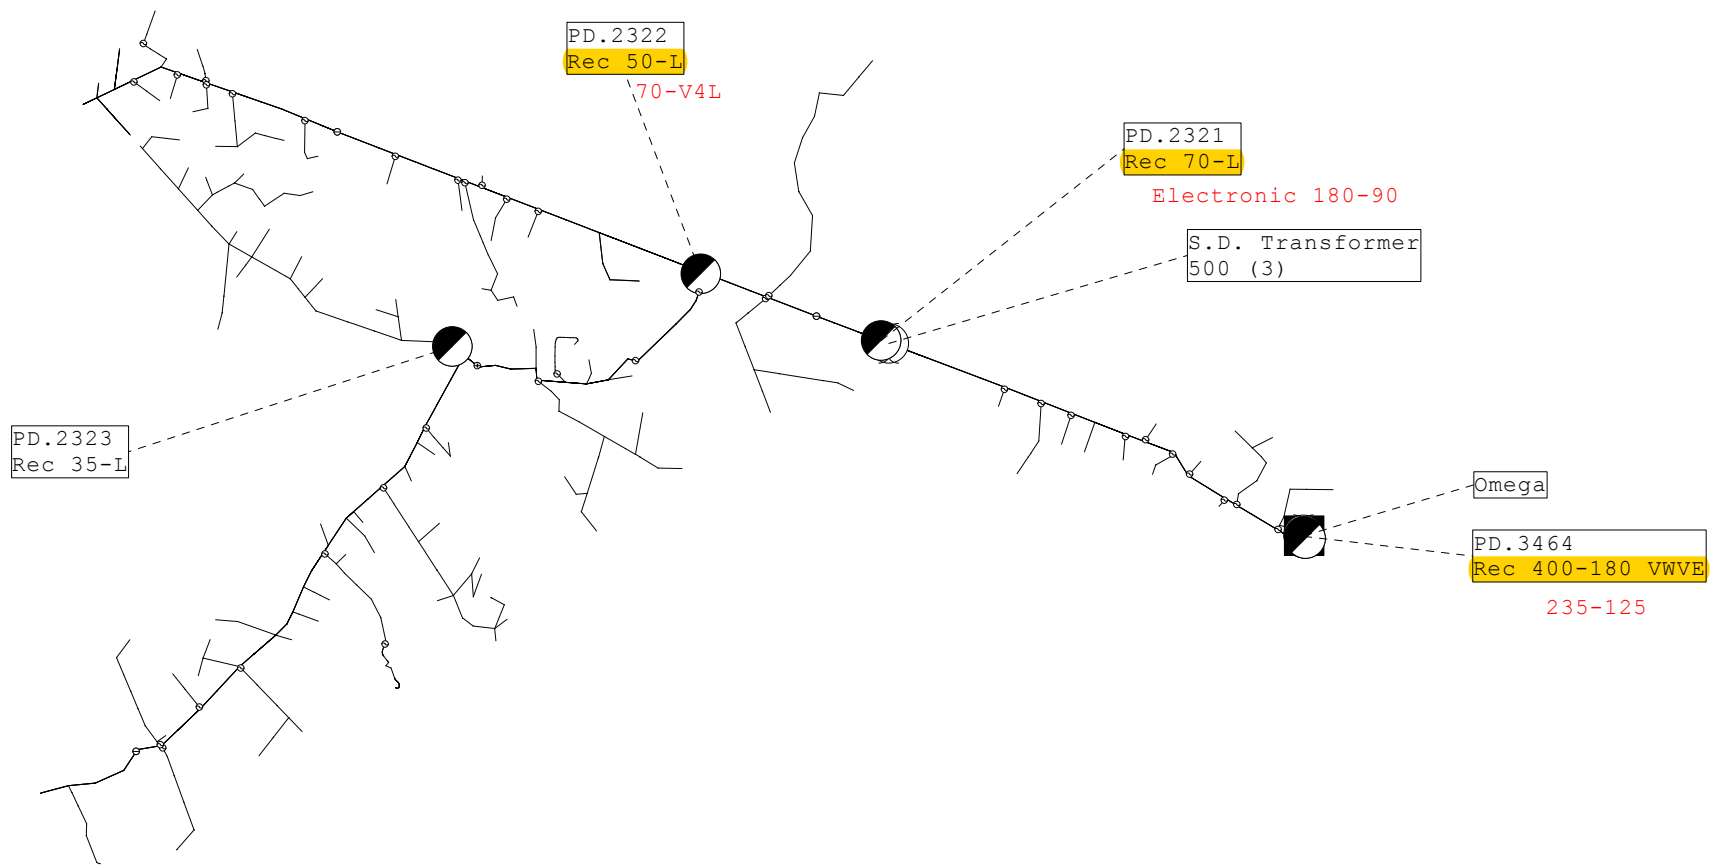 PD.2322
Rec 50-L
70-V4L
PD.2321
Rec 70-L
Electronic 180-90
S.D. Transformer
500 (3)
PD.2323
Rec 35-L
Omega
PD.3464
Rec 400-180 VWVE
235-125